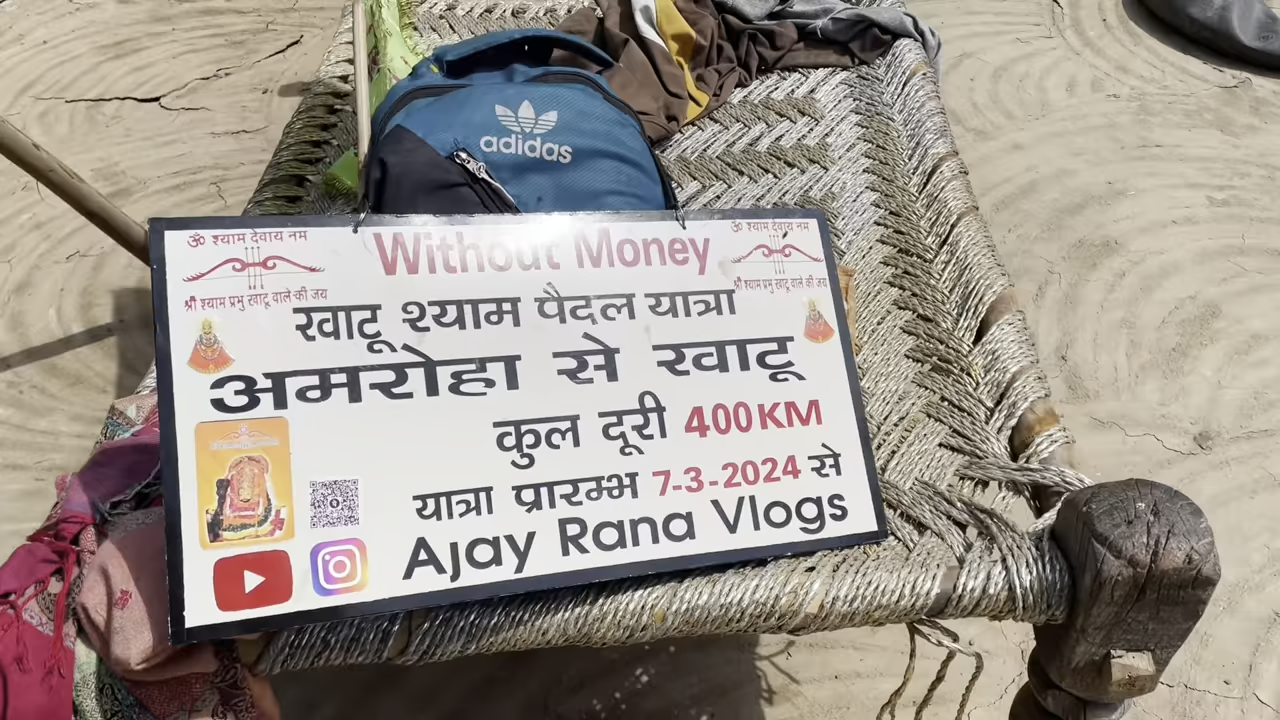 adidas
ॐ श्याम देवाय नम
श्री श्याम प्रभु खाटू वाले की जय
Without Money
ॐ श्याम देवाय नम
श्री श्याम प्रभु खाटू वाले की जय
खाटू श्याम पैदल यात्रा
अमरोहा से खाटू
कुल दूरी 400KM
यात्रा प्रारम्भ 7-3-2024 से
Ajay Rana Vlogs